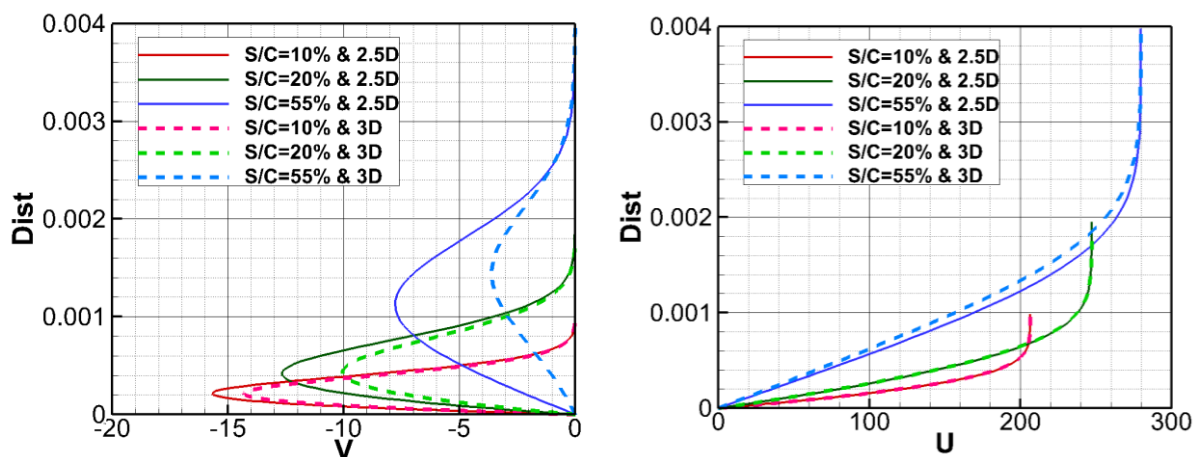 0.004
0.003
0.002
0.001
0
Dist
S/C=10% & 2.5D
S/C=20% & 2.5D
S/C=55% & 2.5D
S/C=10% & 3D
S/C=20% & 3D
S/C=55% & 3D
-20 -15 -10 -5 0
V
0.004
0.003
0.002
0.001
0
Dist
S/C=10% & 2.5D
S/C=20% & 2.5D
S/C=55% & 2.5D
S/C=10% & 3D
S/C=20% & 3D
S/C=55% & 3D
0 100 200 300
U